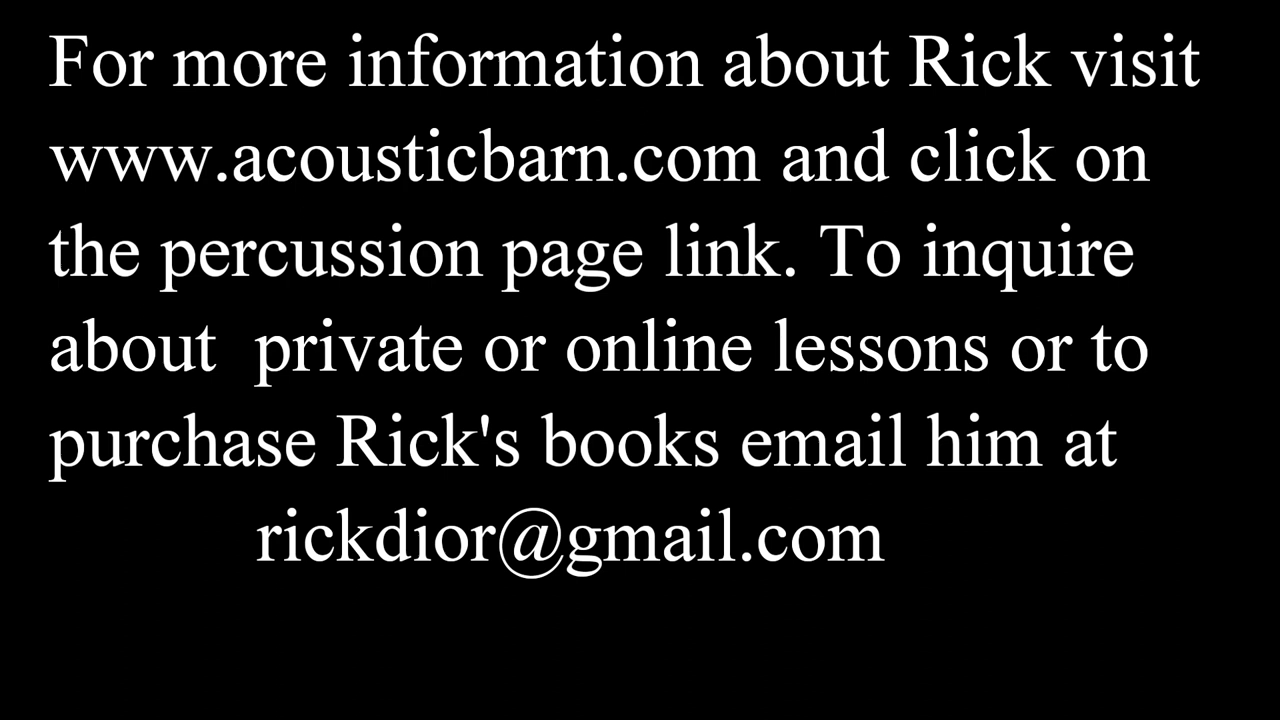 For more information about Rick visit
www.acousticbarn.com and click on
the percussion page link. To inquire
about  private or online lessons or to
purchase Rick's books email him at
rickdior@gmail.com